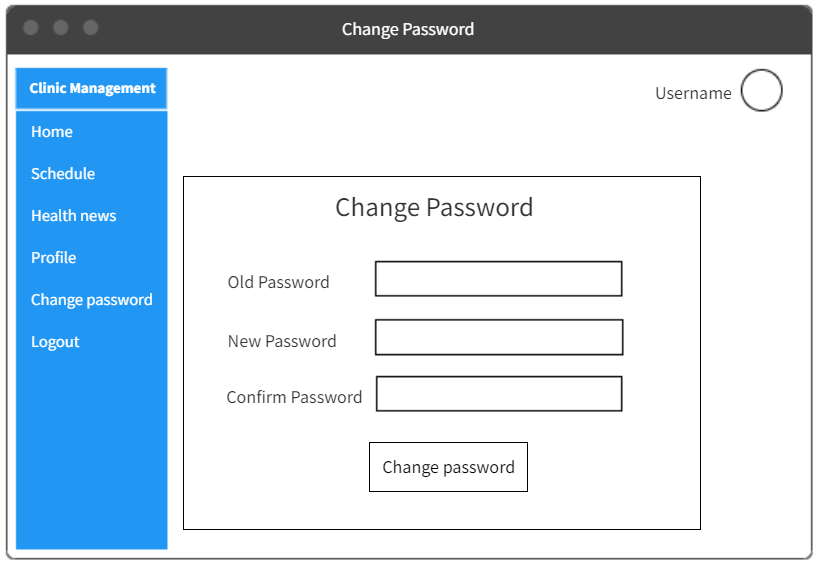 Change Password
Clinic Management
Username
Home
Schedule
Health news
Profile
Change password
Logout
Change Password
Old Password
New Password
Confirm Password
Change password